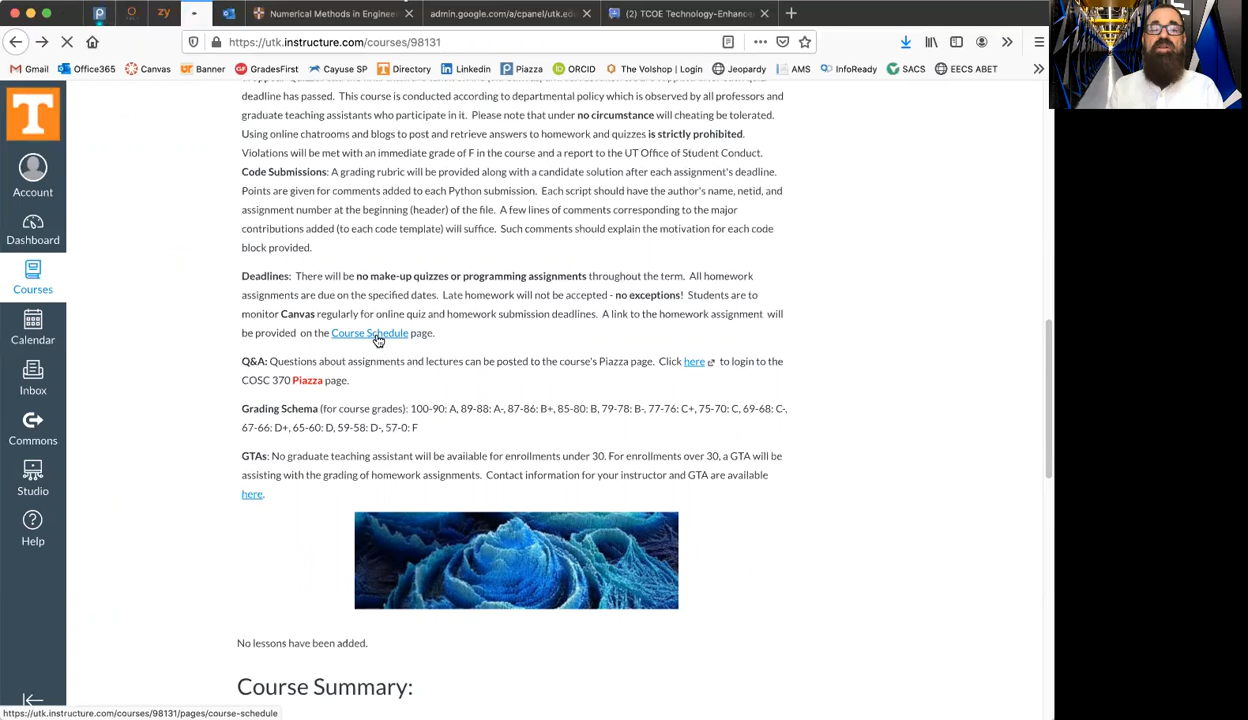 Numerical Methods in Enginee
admin.google.com/a/cpanel/utk.ed
(2) TCOE Technology-Enhance
https://utk.instructure.com/courses/98131
Gmail Office365 Canvas Banner GradesFirst Cayuse SP Directory Linkedin Piazza ORCID The Volshop | Login Jeopardy AMS InfoReady SACS EECS ABET
deadline has passed. This course is conducted according to departmental policy which is observed by all professors and
graduate teaching assistants who participate in it. Please note that under no circumstance will cheating be tolerated.
Using online chatrooms and blogs to post and retrieve answers to homework and quizzes is strictly prohibited.
Violations will be met with an immediate grade of F in the course and a report to the UT Office of Student Conduct.
Code Submissions: A grading rubric will be provided along with a candidate solution after each assignment's deadline.
Points are given for comments added to each Python submission. Each script should have the author's name, netid, and
assignment number at the beginning (header) of the file. A few lines of comments corresponding to the major
contributions added (to each code template) will suffice. Such comments should explain the motivation for each code
block provided.
Deadlines: There will be no make-up quizzes or programming assignments throughout the term. All homework
assignments are due on the specified dates. Late homework will not be accepted - no exceptions! Students are to
monitor Canvas regularly for online quiz and homework submission deadlines. A link to the homework assignment will
be provided on the Course Schedule page.
Q&A: Questions about assignments and lectures can be posted to the course's Piazza page. Click here to login to the
COSC 370 Piazza page.
Grading Schema (for course grades): 100-90: A, 89-88: A-, 87-86: B+, 85-80: B, 79-78: B-, 77-76: C+, 75-70: C, 69-68: C-,
67-66: D+, 65-60: D, 59-58: D-, 57-0: F
GTAs: No graduate teaching assistant will be available for enrollments under 30. For enrollments over 30, a GTA will be
assisting with the grading of homework assignments. Contact information for your instructor and GTA are available
here.
No lessons have been added.
Course Summary:
T
Account
Dashboard
Courses
Calendar
Inbox
Commons
Studio
Help
https://utk.instructure.com/courses/98131/pages/course-schedule